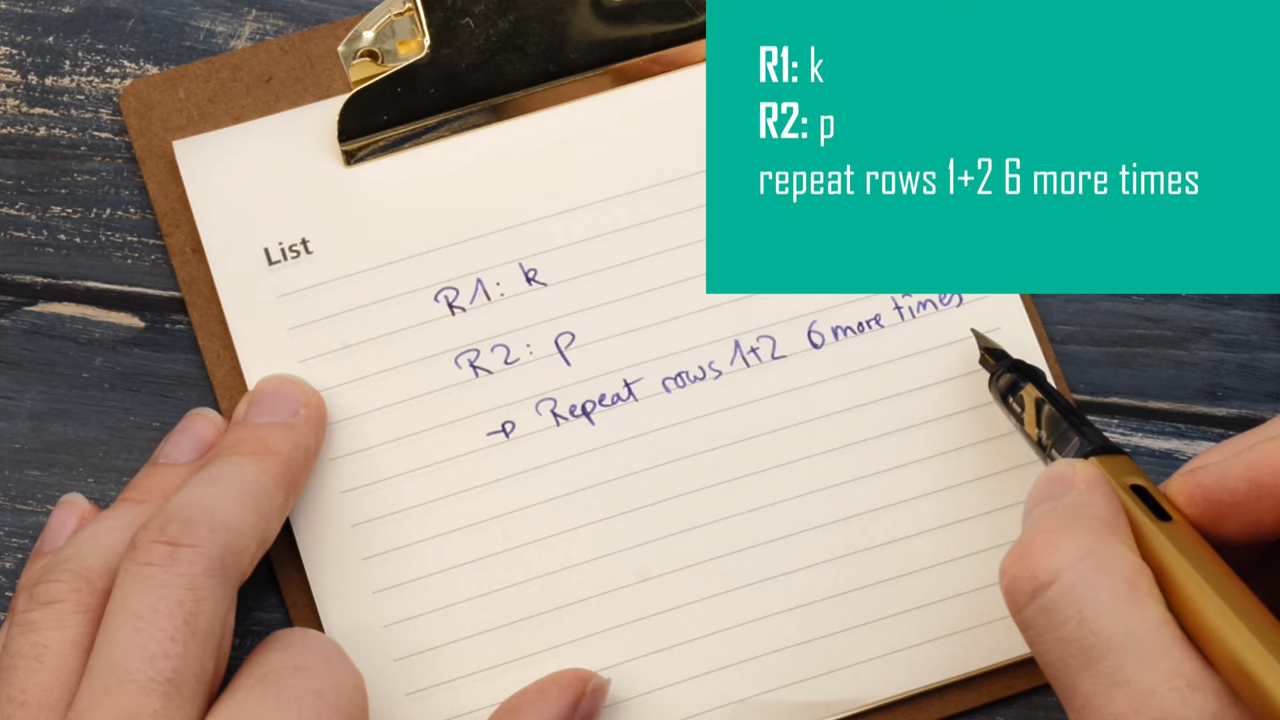 R1: k
R2: p
repeat rows 1+2 6 more times
List
R1: k
R2: p
→ Repeat rows 1+2 6 more times